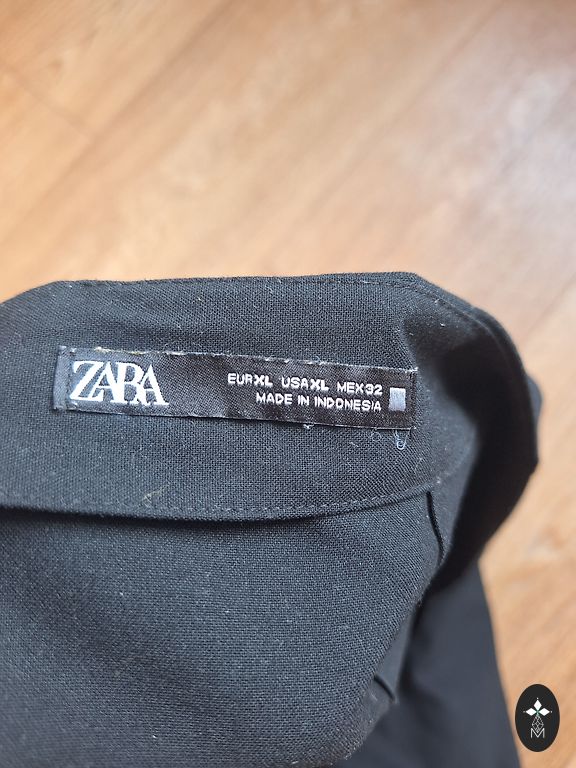 ZARA
EUR XL USA XL MEX 32
MADE IN INDONESIA
M